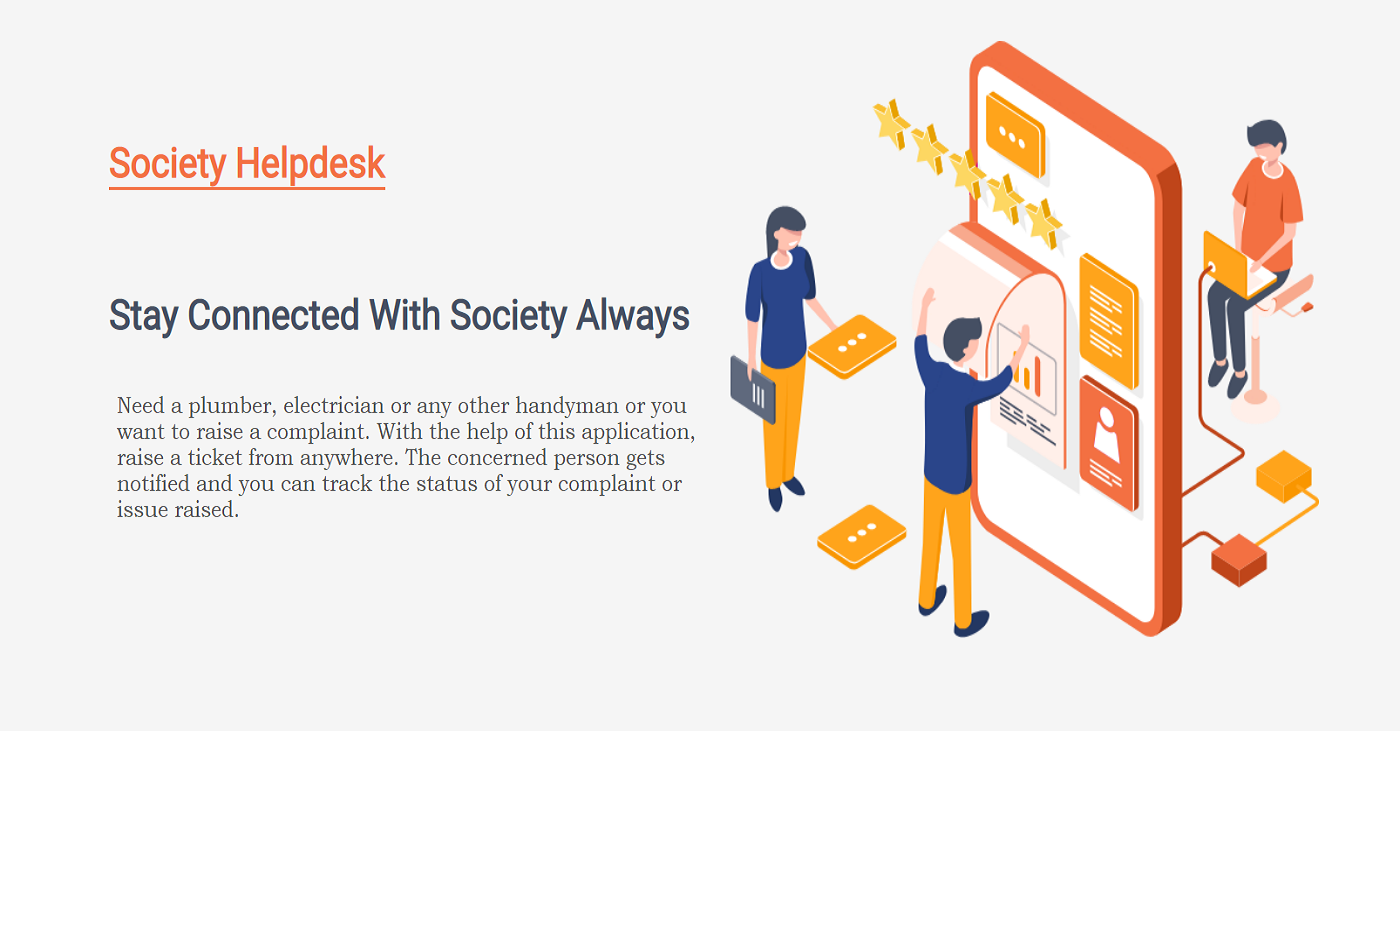 Society Helpdesk
Stay Connected With Society Always
Need a plumber, electrician or any other handyman or you
want to raise a complaint. With the help of this application,
raise a ticket from anywhere. The concerned person gets
notified and you can track the status of your complaint or
issue raised.